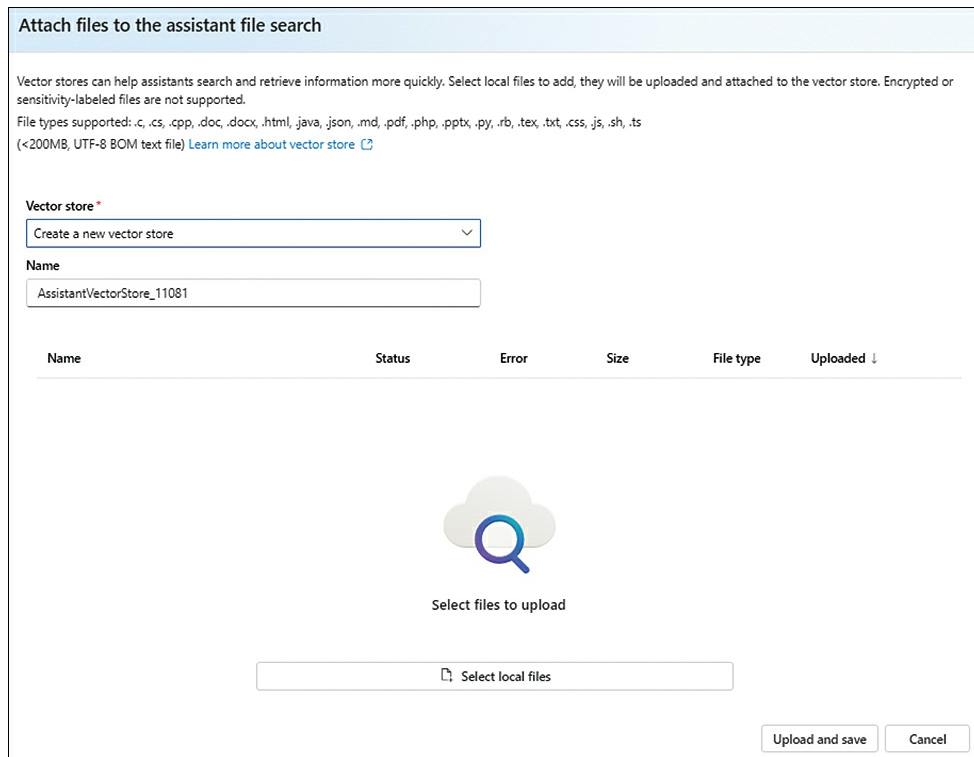 Attach files to the assistant file search
Vector stores can help assistants search and retrieve information more quickly. Select local files to add, they will be uploaded and attached to the vector store. Encrypted or
sensitivity-labeled files are not supported.
File types supported: .c, .cs, .cpp, .doc, .docx, .html, .java, .json, .md, .pdf, .php, .pptx, .py, .rb, .tex, .txt, .css, .js, .sh, .ts
(<200MB, UTF-8 BOM text file) Learn more about vector store
Vector store*
Create a new vector store
Name
AssistantVectorStore_11081
Name Status Error Size File type Uploaded ↓
Select files to upload
Select local files
Upload and save Cancel